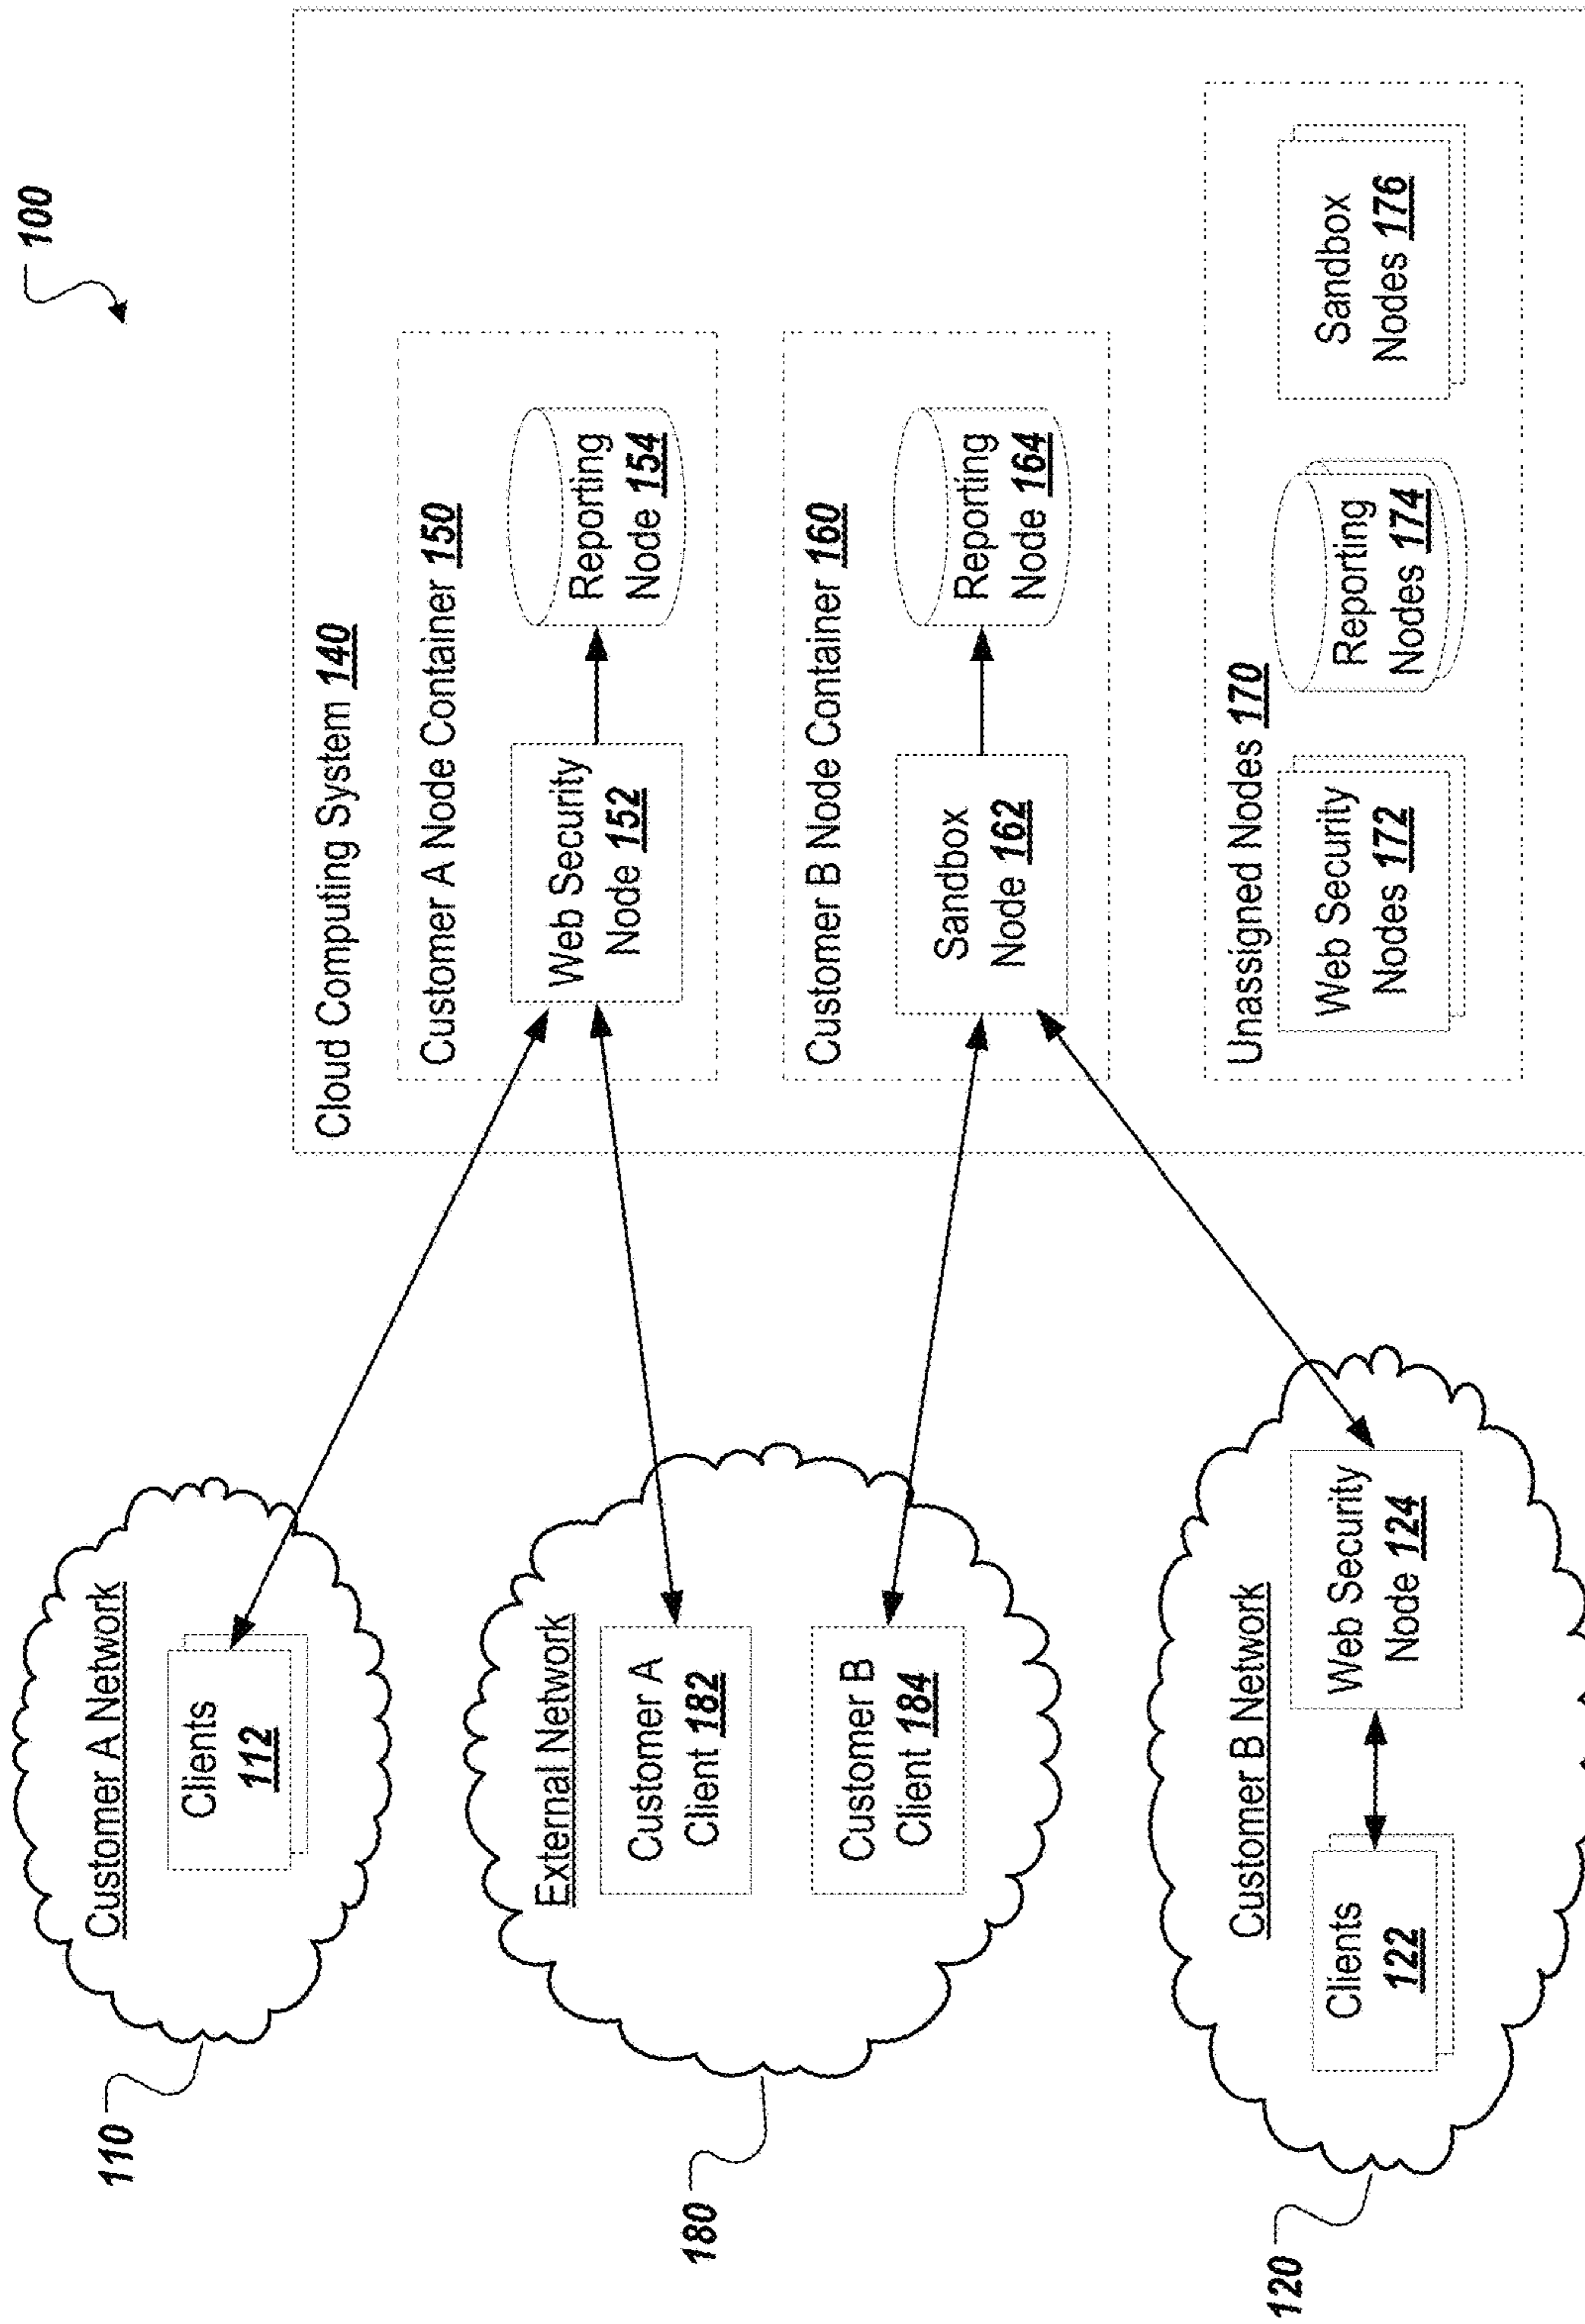 100
110
Customer A Network
Clients
112
180
External Network
Customer A
Client 182
Customer B
Client 184
120
Customer B Network
Clients
122
Web Security
Node 124
Cloud Computing System 140
Customer A Node Container 150
Web Security
Node 152
Reporting
Node 154
Customer B Node Container 160
Sandbox
Node 162
Reporting
Node 164
Unassigned Nodes 170
Web Security
Nodes 172
Reporting
Nodes 174
Sandbox
Nodes 176